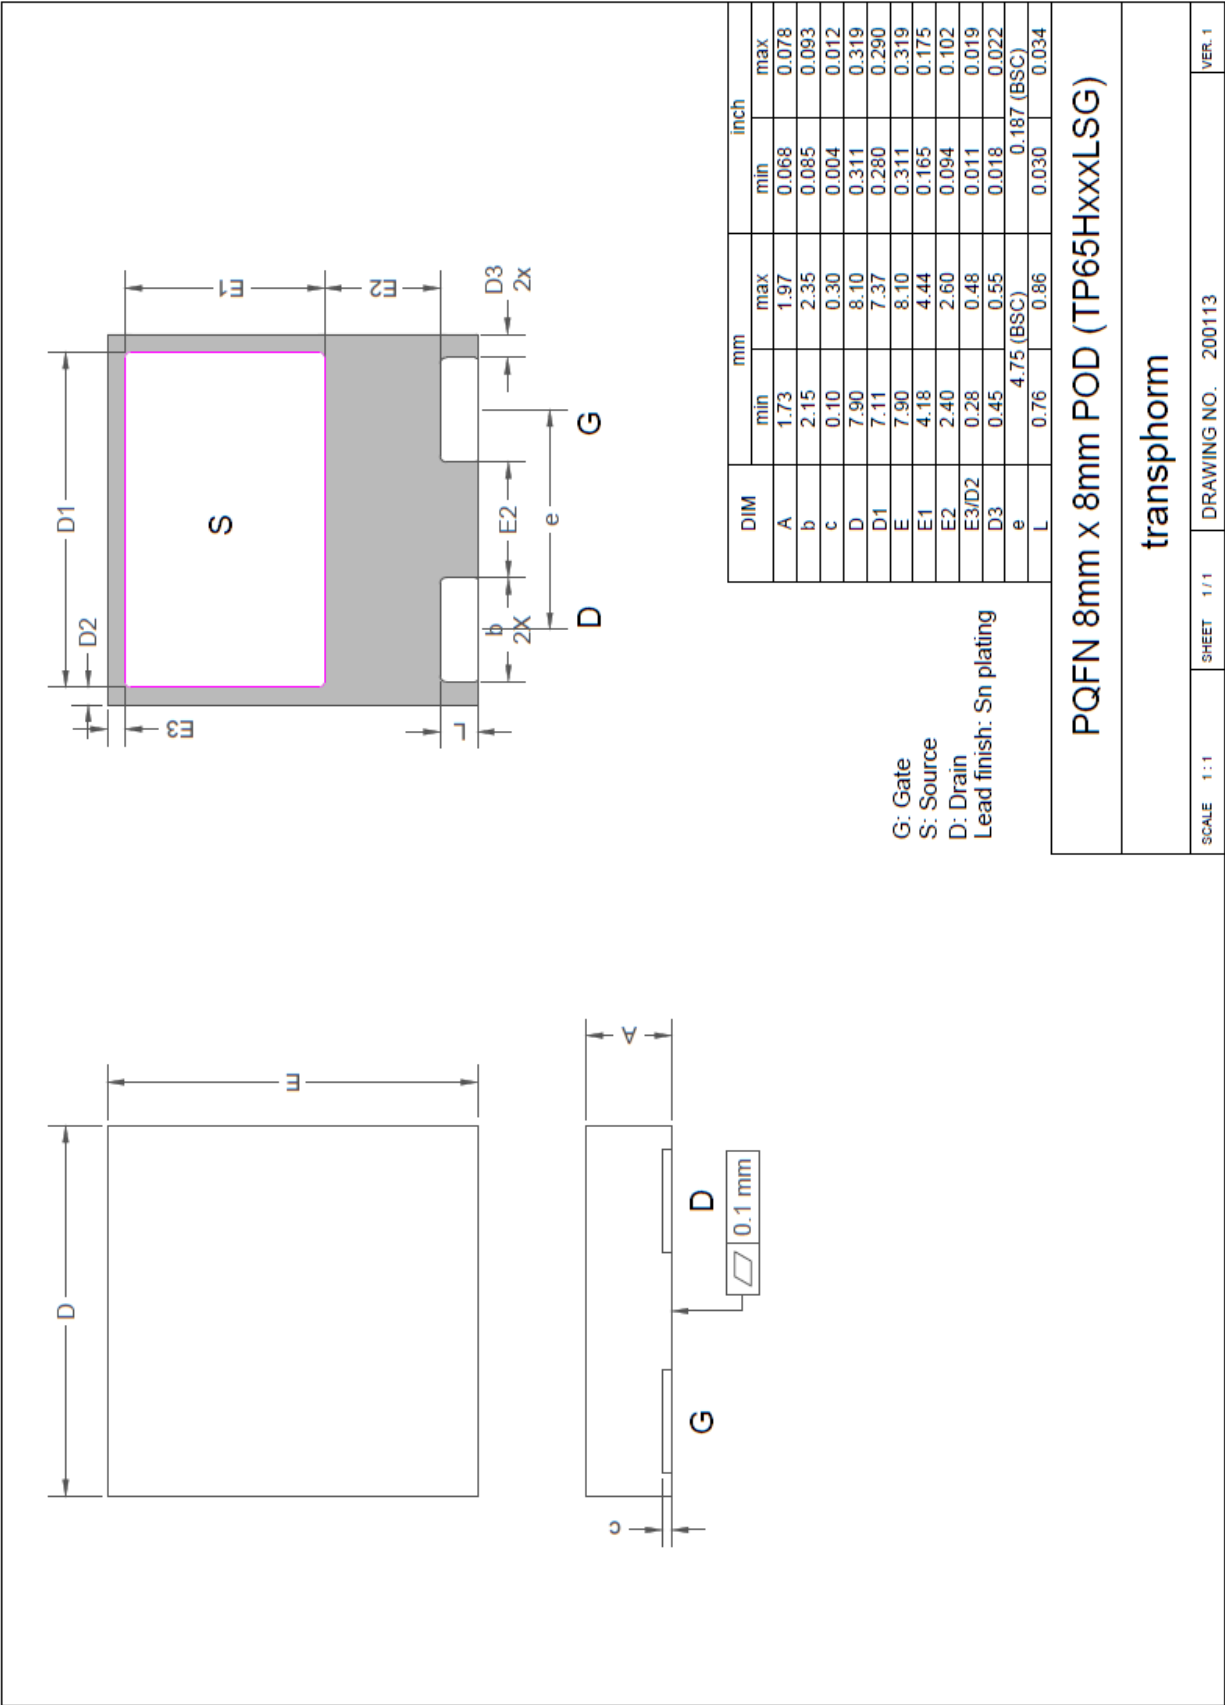 D
E
A
c
G
D
0.1 mm
D2
D1
E3
S
E1
E2
L
D3
2x
b
2X
E2
e
D
G
G: Gate
S: Source
D: Drain
Lead finish: Sn plating
DIM mm inch
min max min max
A 1.73 1.97 0.068 0.078
b 2.15 2.35 0.085 0.093
c 0.10 0.30 0.004 0.012
D 7.90 8.10 0.311 0.319
D1 7.11 7.37 0.280 0.290
E 7.90 8.10 0.311 0.319
E1 4.18 4.44 0.165 0.175
E2 2.40 2.60 0.094 0.102
E3/D2 0.28 0.48 0.011 0.019
D3 0.45 0.55 0.018 0.022
e 4.75 (BSC) 0.187 (BSC)
L 0.76 0.86 0.030 0.034
PQFN 8mm x 8mm POD (TP65HxxxLSG)
transphorm
SCALE 1:1 SHEET 1/1 DRAWING NO. 200113 VER. 1